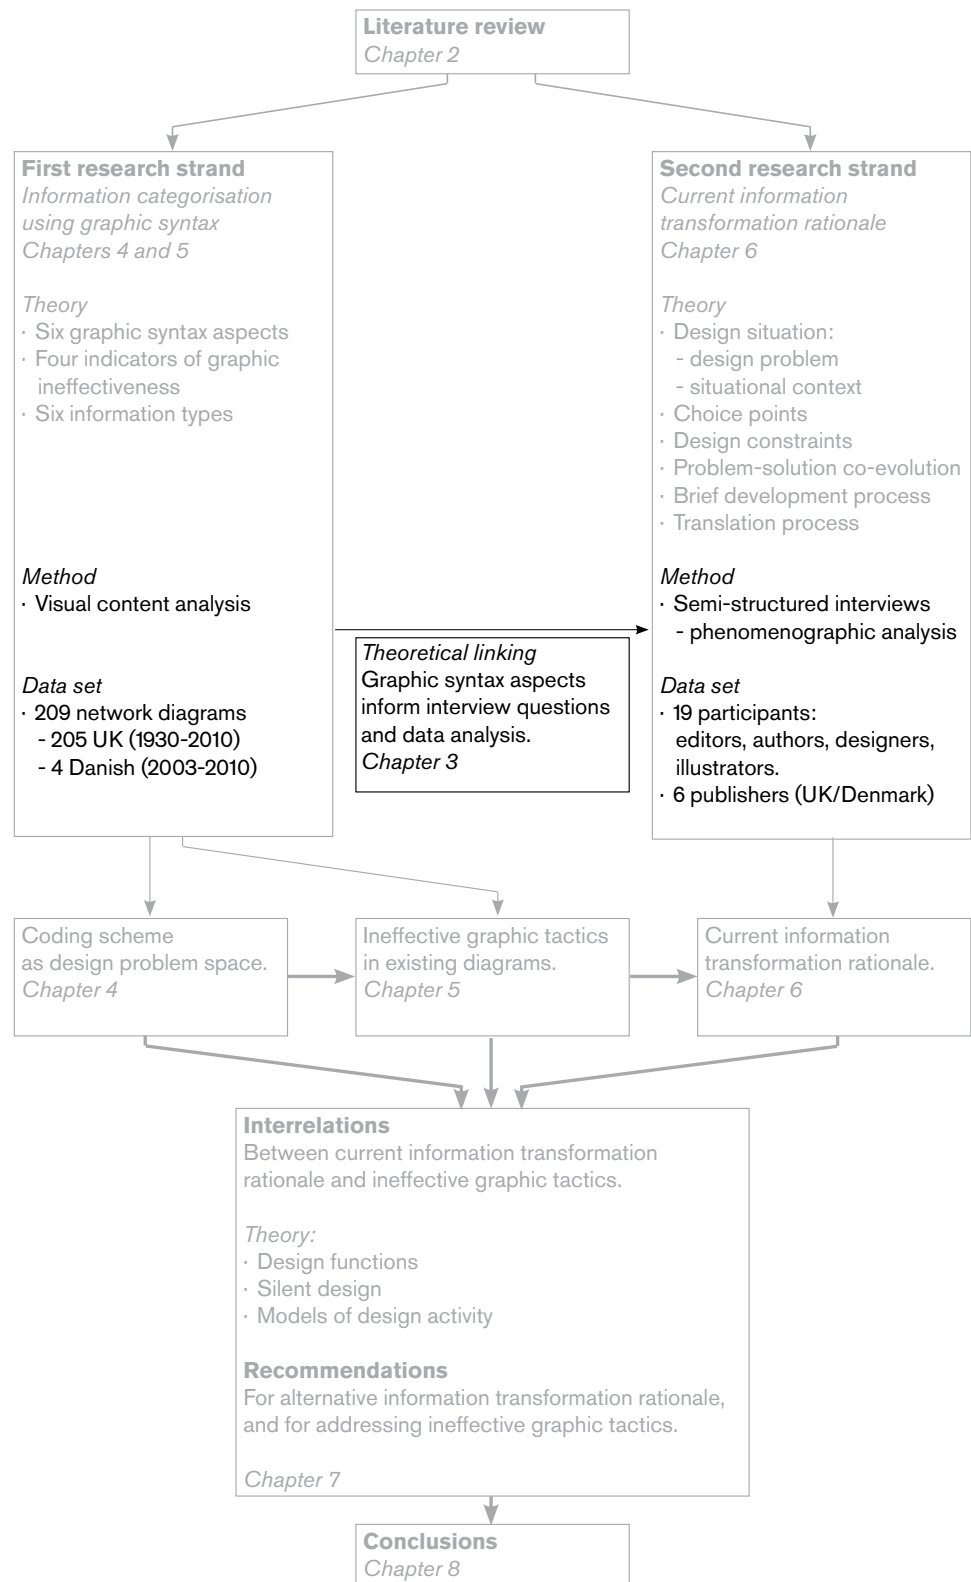 Literature review
Chapter 2
First research strand
Information categorisation
using graphic syntax
Chapters 4 and 5
Theory
· Six graphic syntax aspects
· Four indicators of graphic
ineffectiveness
· Six information types
Method
· Visual content analysis
Data set
· 209 network diagrams
- 205 UK (1930-2010)
- 4 Danish (2003-2010)
Theoretical linking
Graphic syntax aspects
inform interview questions
and data analysis.
Chapter 3
Second research strand
Current information
transformation rationale
Chapter 6
Theory
· Design situation:
- design problem
- situational context
· Choice points
· Design constraints
· Problem-solution co-evolution
· Brief development process
· Translation process
Method
· Semi-structured interviews
- phenomenographic analysis
Data set
· 19 participants:
editors, authors, designers,
illustrators.
· 6 publishers (UK/Denmark)
Coding scheme
as design problem space.
Chapter 4
Ineffective graphic tactics
in existing diagrams.
Chapter 5
Current information
transformation rationale.
Chapter 6
Interrelations
Between current information transformation
rationale and ineffective graphic tactics.
Theory:
· Design functions
· Silent design
· Models of design activity
Recommendations
For alternative information transformation rationale,
and for addressing ineffective graphic tactics.
Chapter 7
Conclusions
Chapter 8